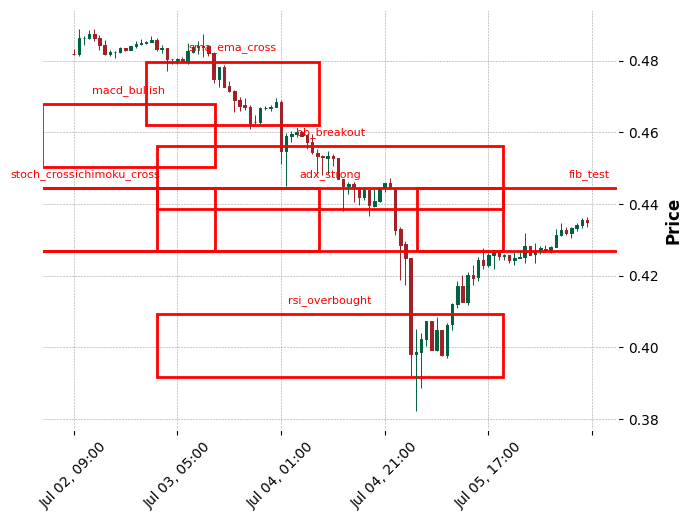 sma_ema_cross
0.48
macd_bullish
0.46
bb_breakout
stoch_crossichimoku_cross
adx_strong
fib_test
0.44
Price
0.42
rsi_overbought
0.40
0.38
Jul 02, 09:00
Jul 03, 05:00
Jul 04, 01:00
Jul 04, 21:00
Jul 05, 17:00